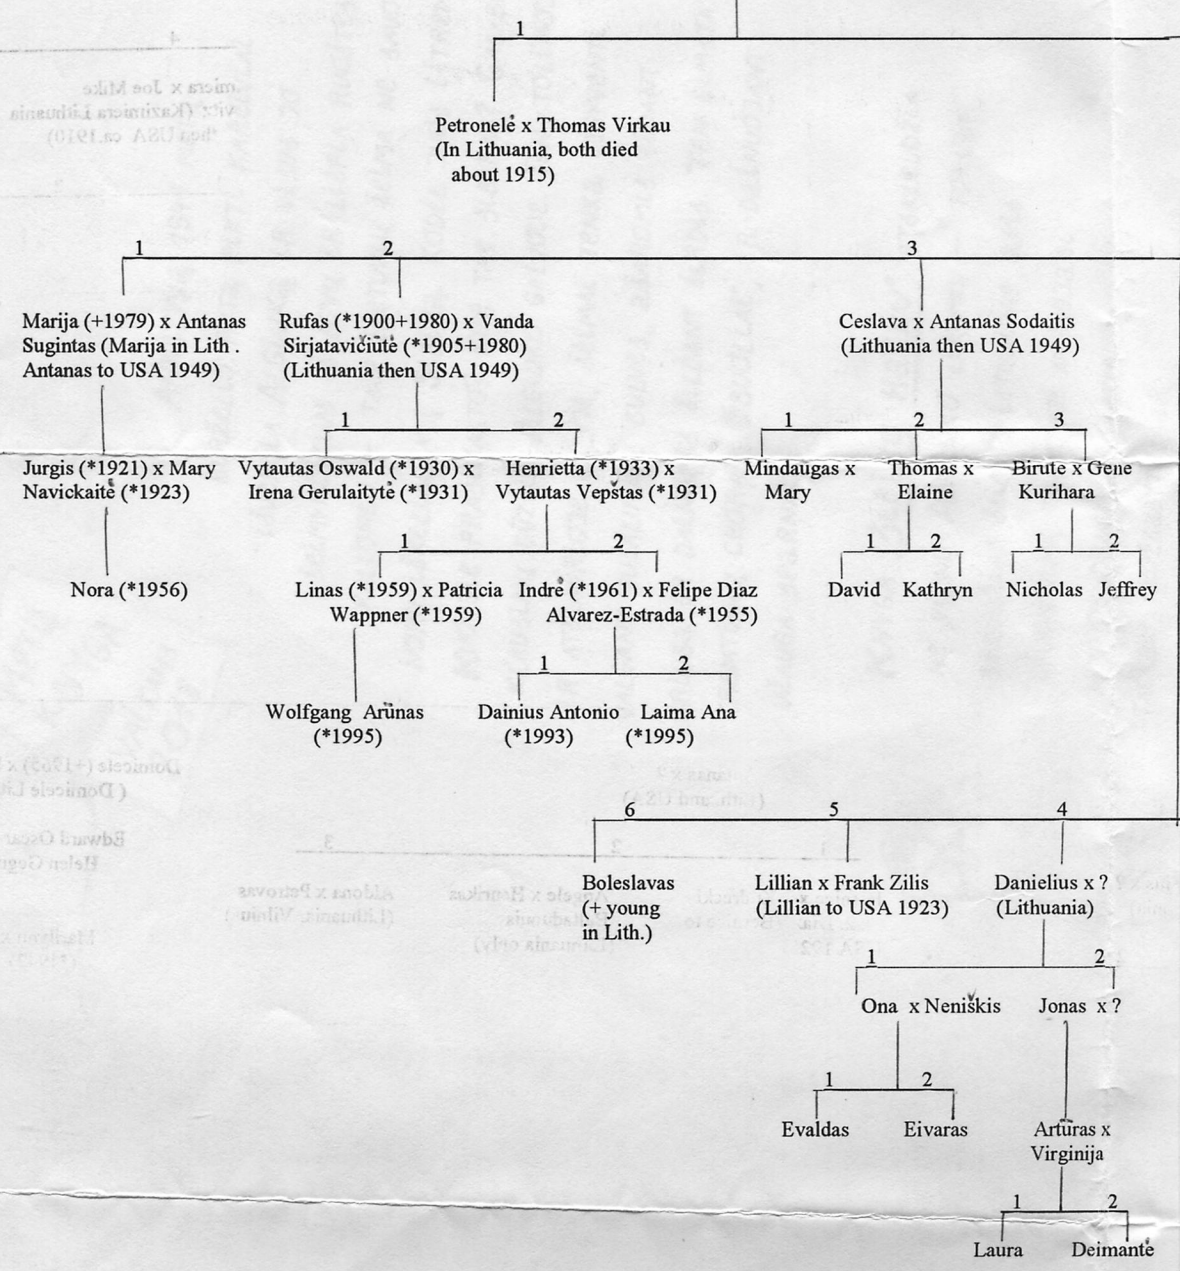 1
Petronelė x Thomas Virkau
(In Lithuania, both died
about 1915)
1 2 3
Marija (+1979) x Antanas
Sugintas (Marija in Lith .
Antanas to USA 1949)
Rufas (*1900+1980) x Vanda
Sirjatavičiūtė (*1905+1980)
(Lithuania then USA 1949)
Ceslava x Antanas Sodaitis
(Lithuania then USA 1949)
1 2
1 2 3
Jurgis (*1921) x Mary
Navickaitė (*1923)
Vytautas Oswald (*1930) x
Irena Gerulaitytė (*1931)
Henrietta (*1933) x
Vytautas Vepštas (*1931)
Mindaugas x
Mary
Thomas x
Elaine
Birute x Gene
Kurihara
1 2
1 2
1 2
Nora (*1956)
Linas (*1959) x Patricia
Wappner (*1959)
Indrė (*1961) x Felipe Diaz
Alvarez-Estrada (*1955)
David Kathryn
Nicholas Jeffrey
1 2
Wolfgang Arūnas
(*1995)
Dainius Antonio
(*1993)
Laima Ana
(*1995)
6 5 4
Boleslavas
(+ young
in Lith.)
Lillian x Frank Zilis
(Lillian to USA 1923)
Danielius x ?
(Lithuania)
1 2
Ona x Neniškis
Jonas x ?
1 2
Evaldas Eivaras
Artūras x
Virginija
1 2
Laura Deimantė